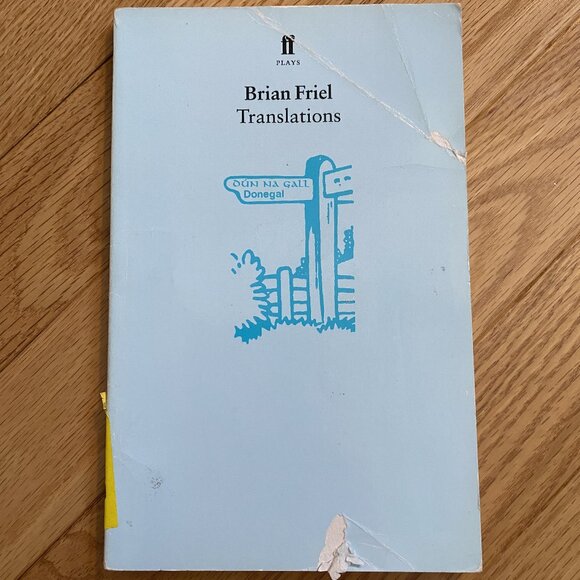 ff
PLAYS
Brian Friel
Translations
Dún na Gall
Donegal